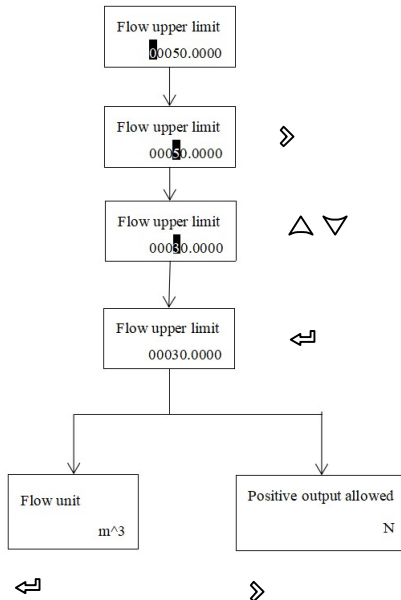 Flow upper limit
00050.0000
Flow upper limit
00050.0000
Flow upper limit
00030.0000
Flow upper limit
00030.0000
Flow unit
m^3
Positive output allowed
N